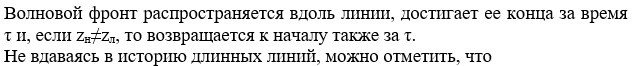 Волновой фронт распространяется вдоль линии, достигает ее конца за время
τ и, если zн≠zл, то возвращается к началу также за τ.
Не вдаваясь в историю длинных линий, можно отметить, что